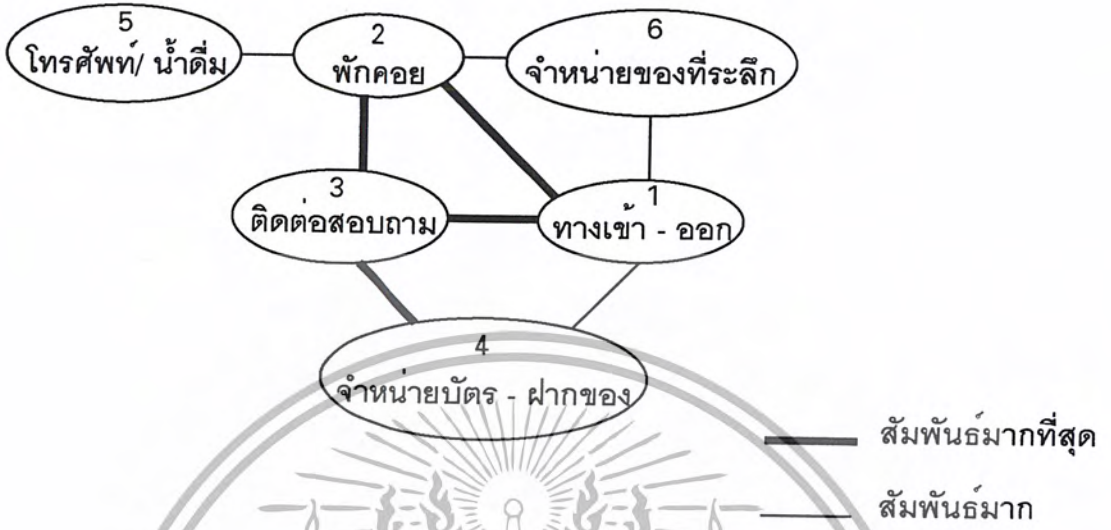 5
โทรศัพท์/ น้ำดื่ม
2
พักคอย
6
จำหน่ายของที่ระลึก
3
ติดต่อสอบถาม
1
ทางเข้า - ออก
4
จำหน่ายบัตร - ฝากของ
สัมพันธ์มากที่สุด
สัมพันธ์มาก